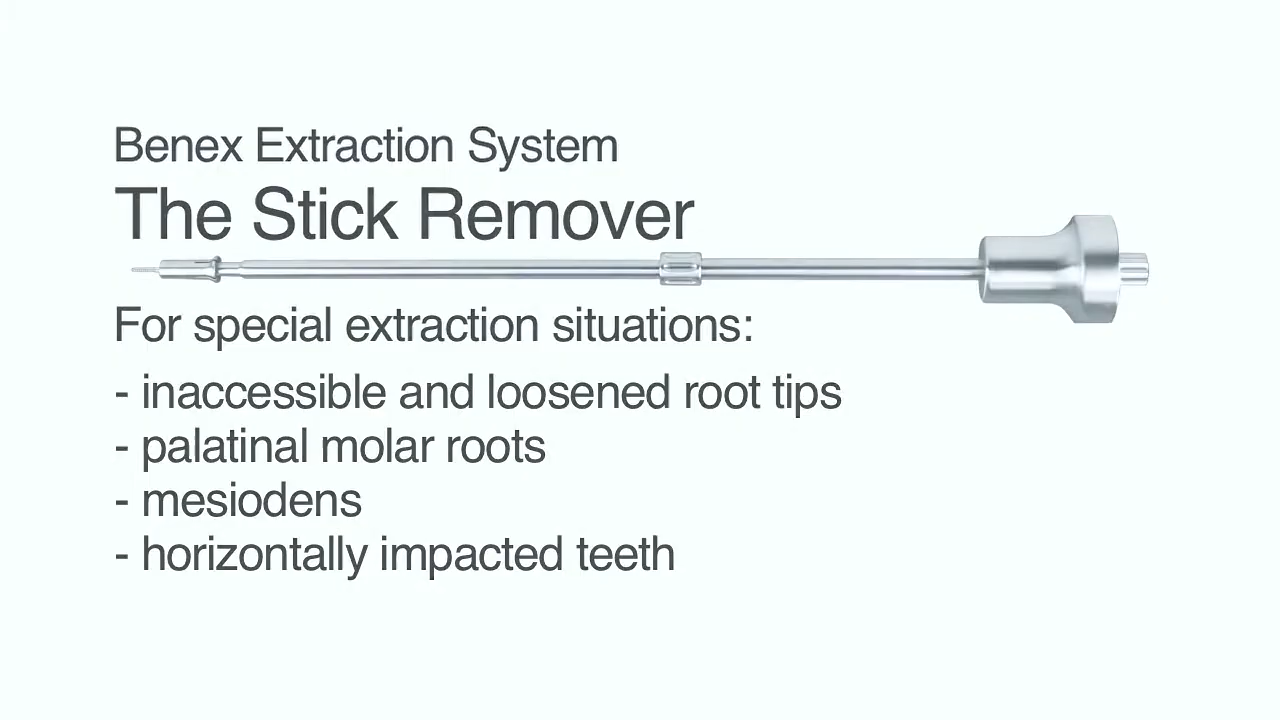 Benex Extraction System
The Stick Remover
For special extraction situations:
- inaccessible and loosened root tips
- palatinal molar roots
- mesiodens
- horizontally impacted teeth